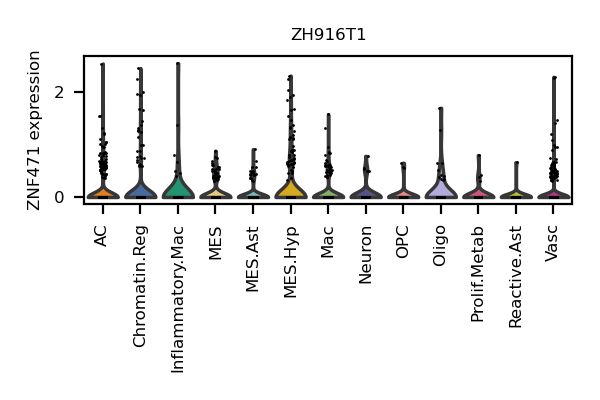 ZH916T1
ZNF471 expression
2
0
AC
Chromatin.Reg
Inflammatory.Mac
MES
MES.Ast
MES.Hyp
Mac
Neuron
OPC
Oligo
Prolif.Metab
Reactive.Ast
Vasc